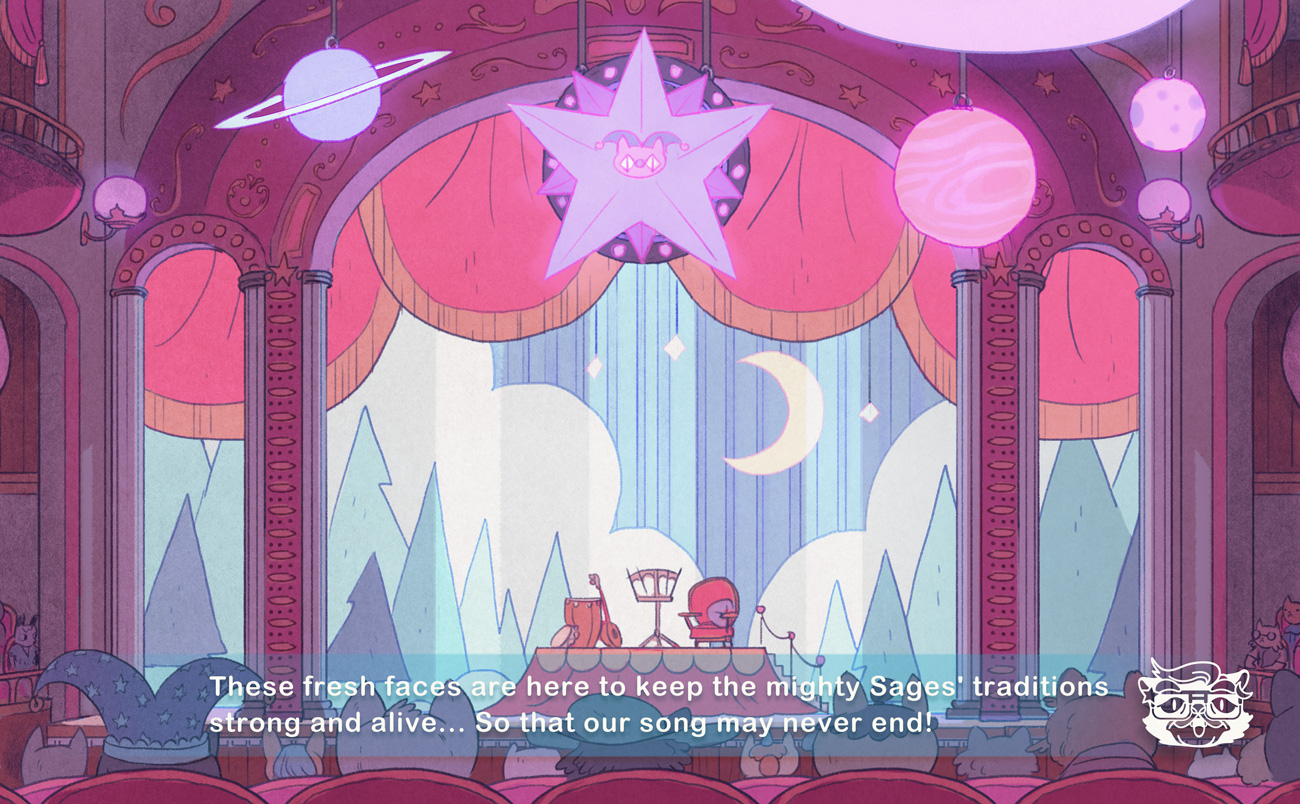 These fresh faces are here to keep the mighty Sages' traditions
strong and alive... So that our song may never end!